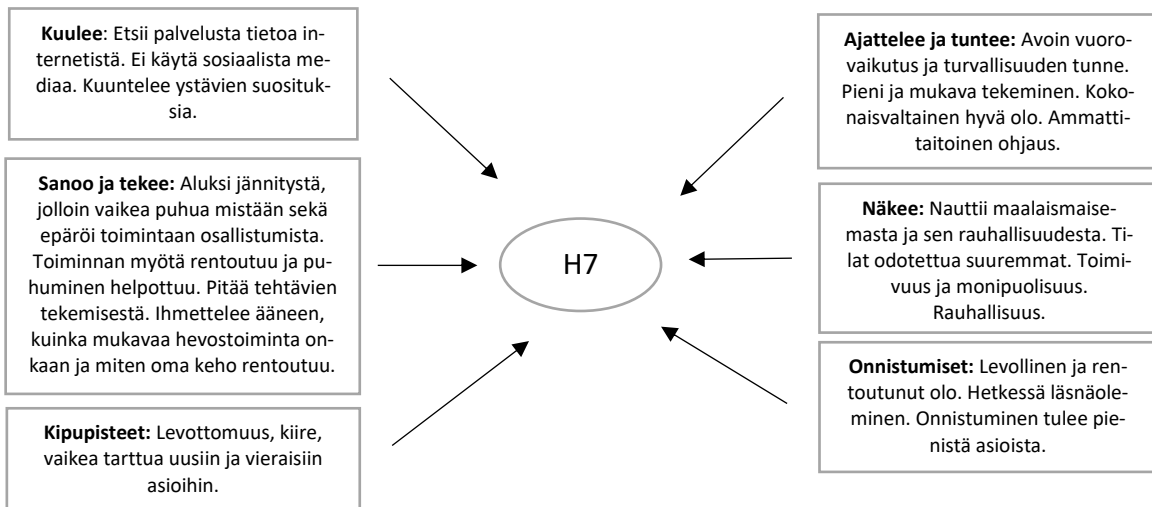 Kuulee: Etsii palvelusta tietoa in-
ternetistä. Ei käytä sosiaalista me-
diaa. Kuuntelee ystävien suosituk-
sia.
Sanoo ja tekee: Aluksi jännitystä,
jolloin vaikea puhua mistään sekä
epäröi toimintaan osallistumista.
Toiminnan myötä rentoutuu ja pu-
huminen helpottuu. Pitää tehtävien
tekemisestä. Ihmettelee ääneen,
kuinka mukavaa hevostoiminta on-
kaan ja miten oma keho rentoutuu.
Kipupisteet: Levottomuus, kiire,
vaikea tarttua uusiin ja vieraisiin
asioihin.
H7
Ajattelee ja tuntee: Avoin vuoro-
vaikutus ja turvallisuuden tunne.
Pieni ja mukava tekeminen. Koko-
naisvaltainen hyvä olo. Ammatti-
taitoinen ohjaus.
Näkee: Nauttii maalaismaise-
masta ja sen rauhallisuudesta. Ti-
lat odotettua suuremmat. Toimi-
vuus ja monipuolisuus.
Rauhallisuus.
Onnistumiset: Levollinen ja ren-
toutunut olo. Hetkessä läsnäole-
minen. Onnistuminen tulee pie-
nistä asioista.